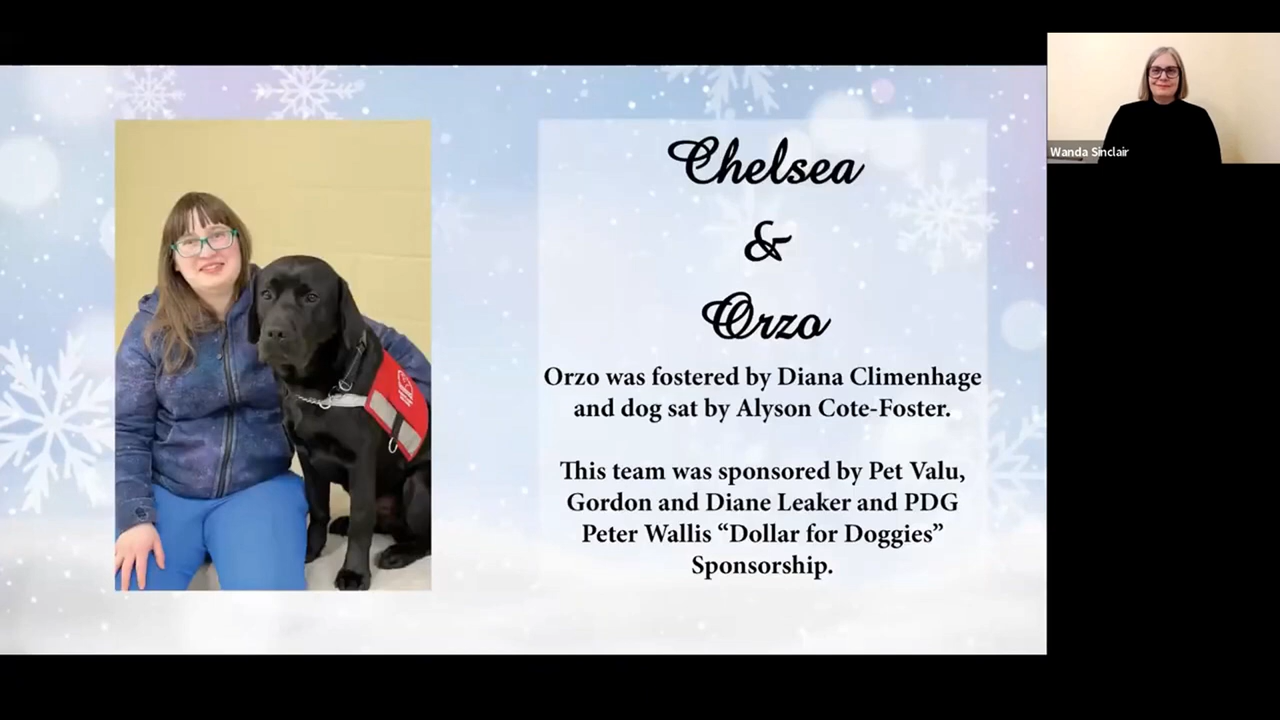 Chelsea
&
Orzo
Orzo was fostered by Diana Climenhage
and dog sat by Alyson Cote-Foster.
This team was sponsored by Pet Valu,
Gordon and Diane Leaker and PDG
Peter Wallis “Dollar for Doggies”
Sponsorship.
Wanda Sinclair